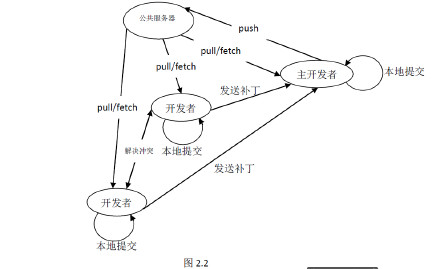 公共服务器
push
pull/fetch
pull/fetch
主开发者
本地提交
pull/fetch
发送补丁
开发者
解决冲突
本地提交
发送补丁
开发者
本地提交
图 2.2